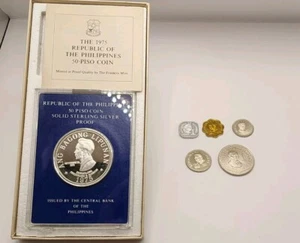 THE 1975
REPUBLIC OF
THE PHILIPPINES
50-PISO COIN
REPUBLIC OF THE PHILIPPINES
50-PISO COIN
SOLID STERLING SILVER
PROOF
ANG BAGONG LIPUNAN
1975
ISSUED BY THE CENTRAL BANK
OF THE
PHILIPPINES